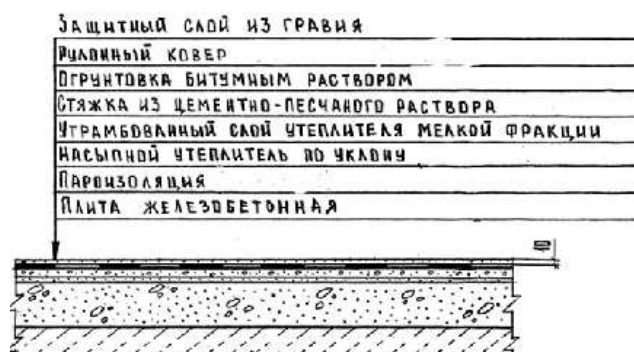 Защитный слой из гравия
Рулонный ковер
Огрунтовка битумным раствором
Стяжка из цементно-песчаного раствора
Утрамбованный слой утеплителя мелкой фракции
Насыпной утеплитель по уклону
Пароизоляция
Плита железобетонная
10